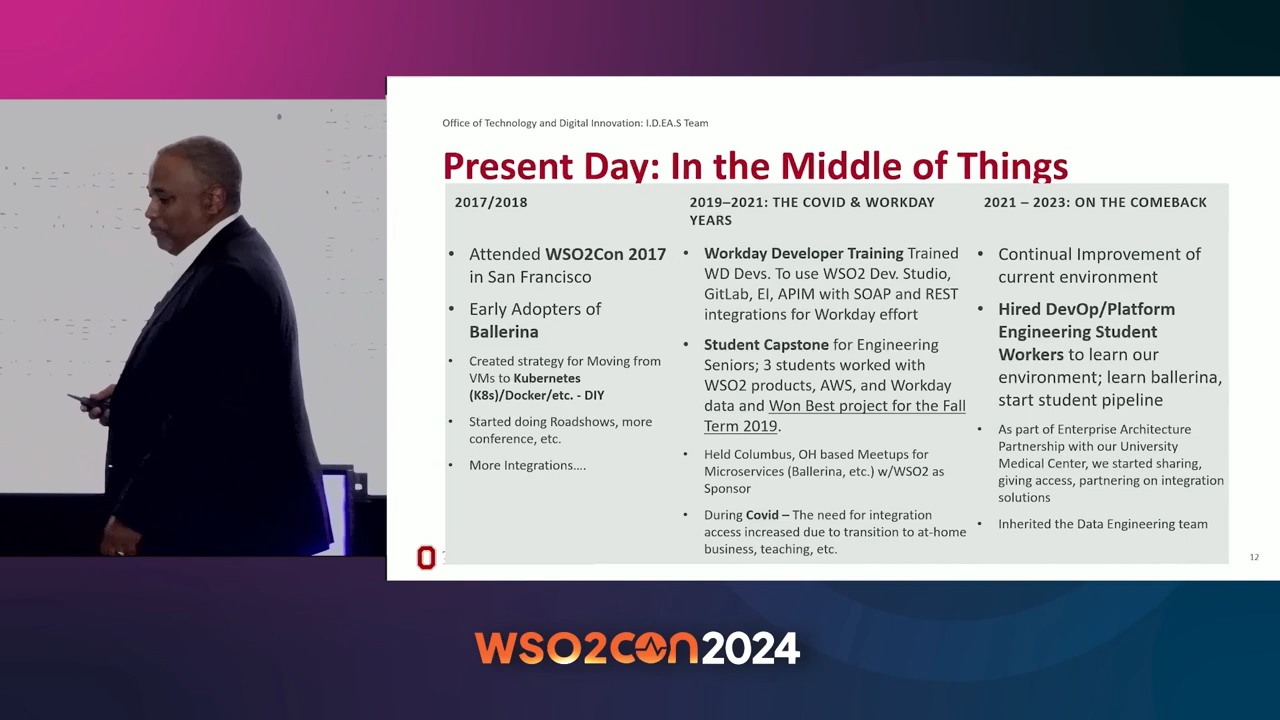 Office of Technology and Digital Innovation: I.D.EA.S Team
Present Day: In the Middle of Things
2017/2018
• Attended WSO2Con 2017
in San Francisco
• Early Adopters of
Ballerina
• Created strategy for Moving from
VMs to Kubernetes
(K8s)/Docker/etc. - DIY
• Started doing Roadshows, more
conference, etc.
• More Integrations....
2019–2021: THE COVID & WORKDAY
YEARS
• Workday Developer Training Trained
WD Devs. To use WSO2 Dev. Studio,
GitLab, EI, APIM with SOAP and REST
integrations for Workday effort
• Student Capstone for Engineering
Seniors; 3 students worked with
WSO2 products, AWS, and Workday
data and Won Best project for the Fall
Term 2019.
• Held Columbus, OH based Meetups for
Microservices (Ballerina, etc.) w/WSO2 as
Sponsor
• During Covid – The need for integration
access increased due to transition to at-home
business, teaching, etc.
2021 – 2023: ON THE COMEBACK
• Continual Improvement of
current environment
• Hired DevOp/Platform
Engineering Student
Workers to learn our
environment; learn ballerina,
start student pipeline
• As part of Enterprise Architecture
Partnership with our University
Medical Center, we started sharing,
giving access, partnering on integration
solutions
• Inherited the Data Engineering team
12
WSO2CON2024